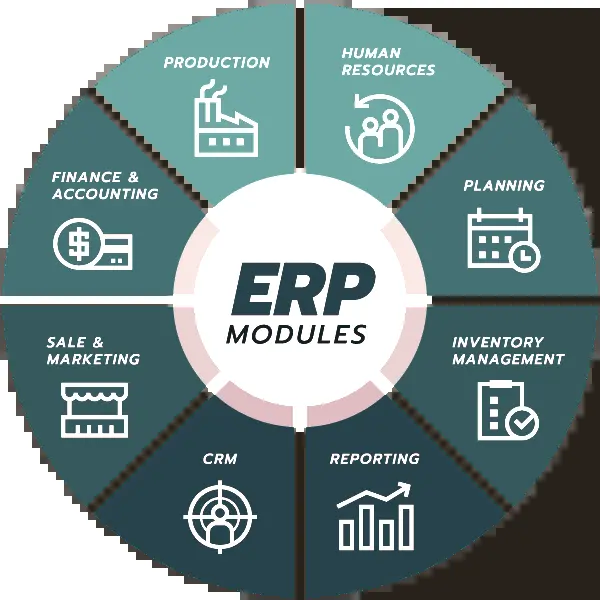 PRODUCTION
HUMAN
RESOURCES
FINANCE &
ACCOUNTING
PLANNING
ERP
MODULES
SALE &
MARKETING
INVENTORY
MANAGEMENT
CRM
REPORTING